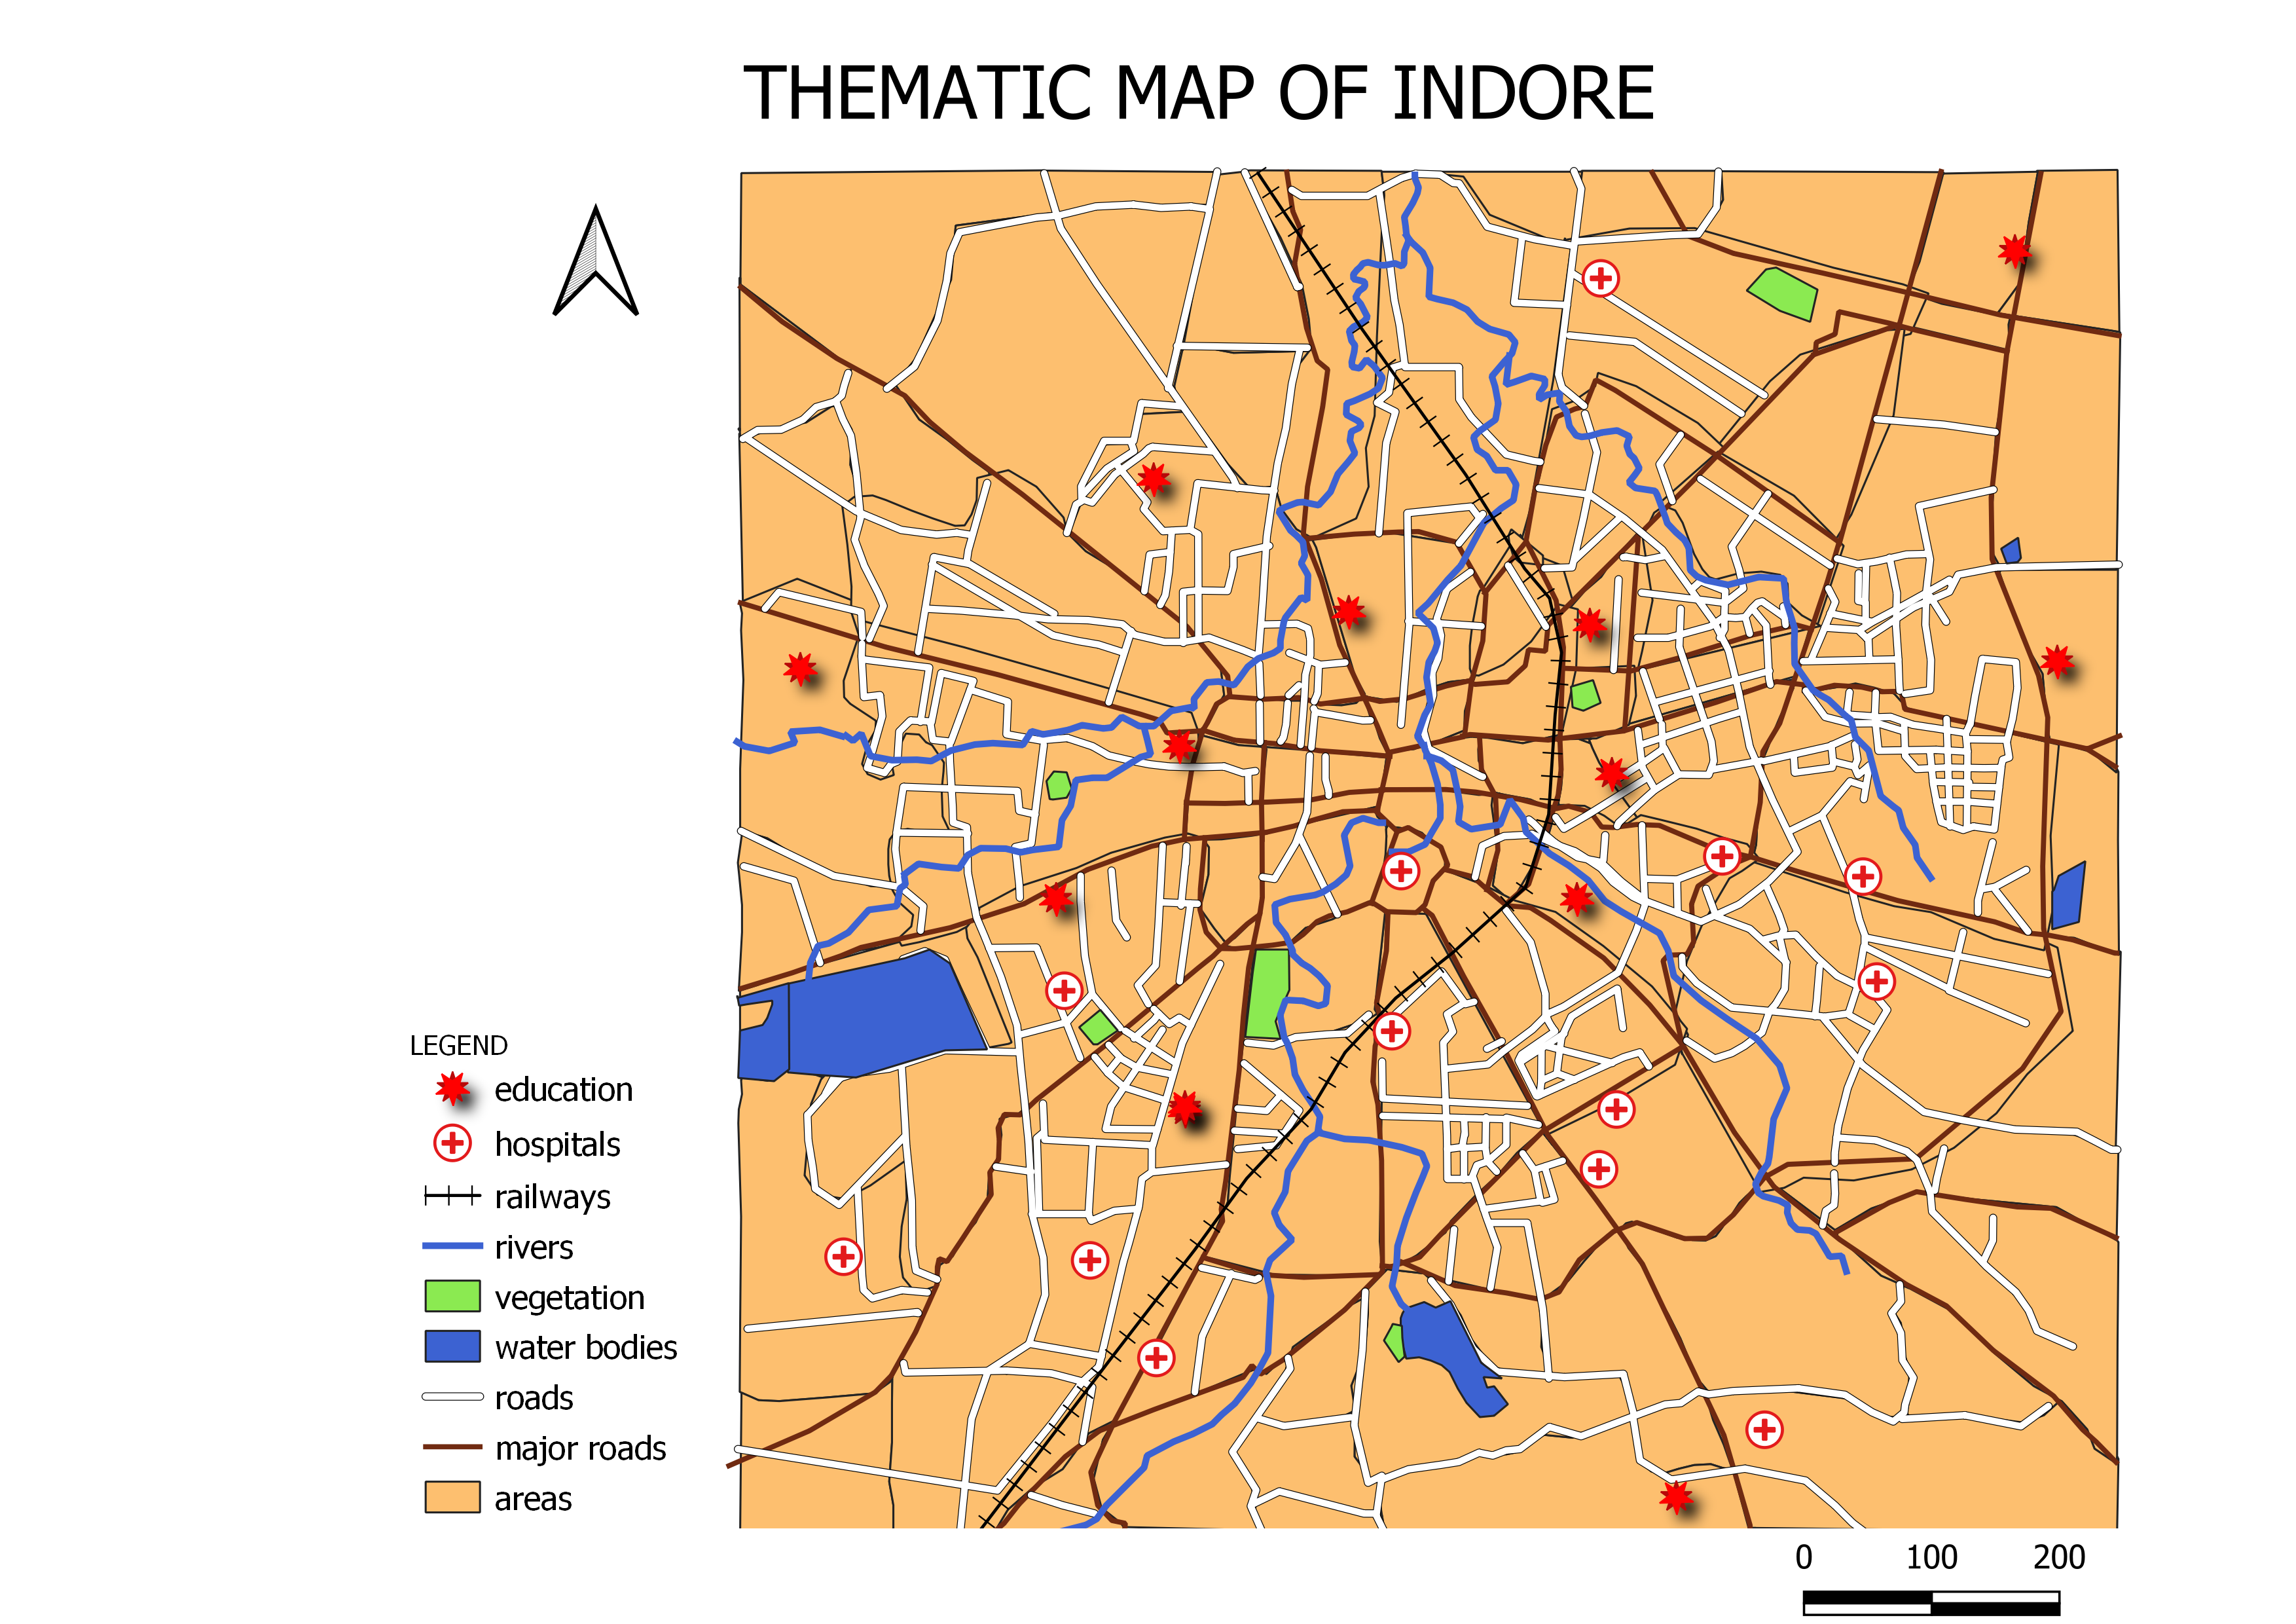 THEMATIC MAP OF INDORE
LEGEND
education
hospitals
railways
rivers
vegetation
water bodies
roads
major roads
areas
0 100 200